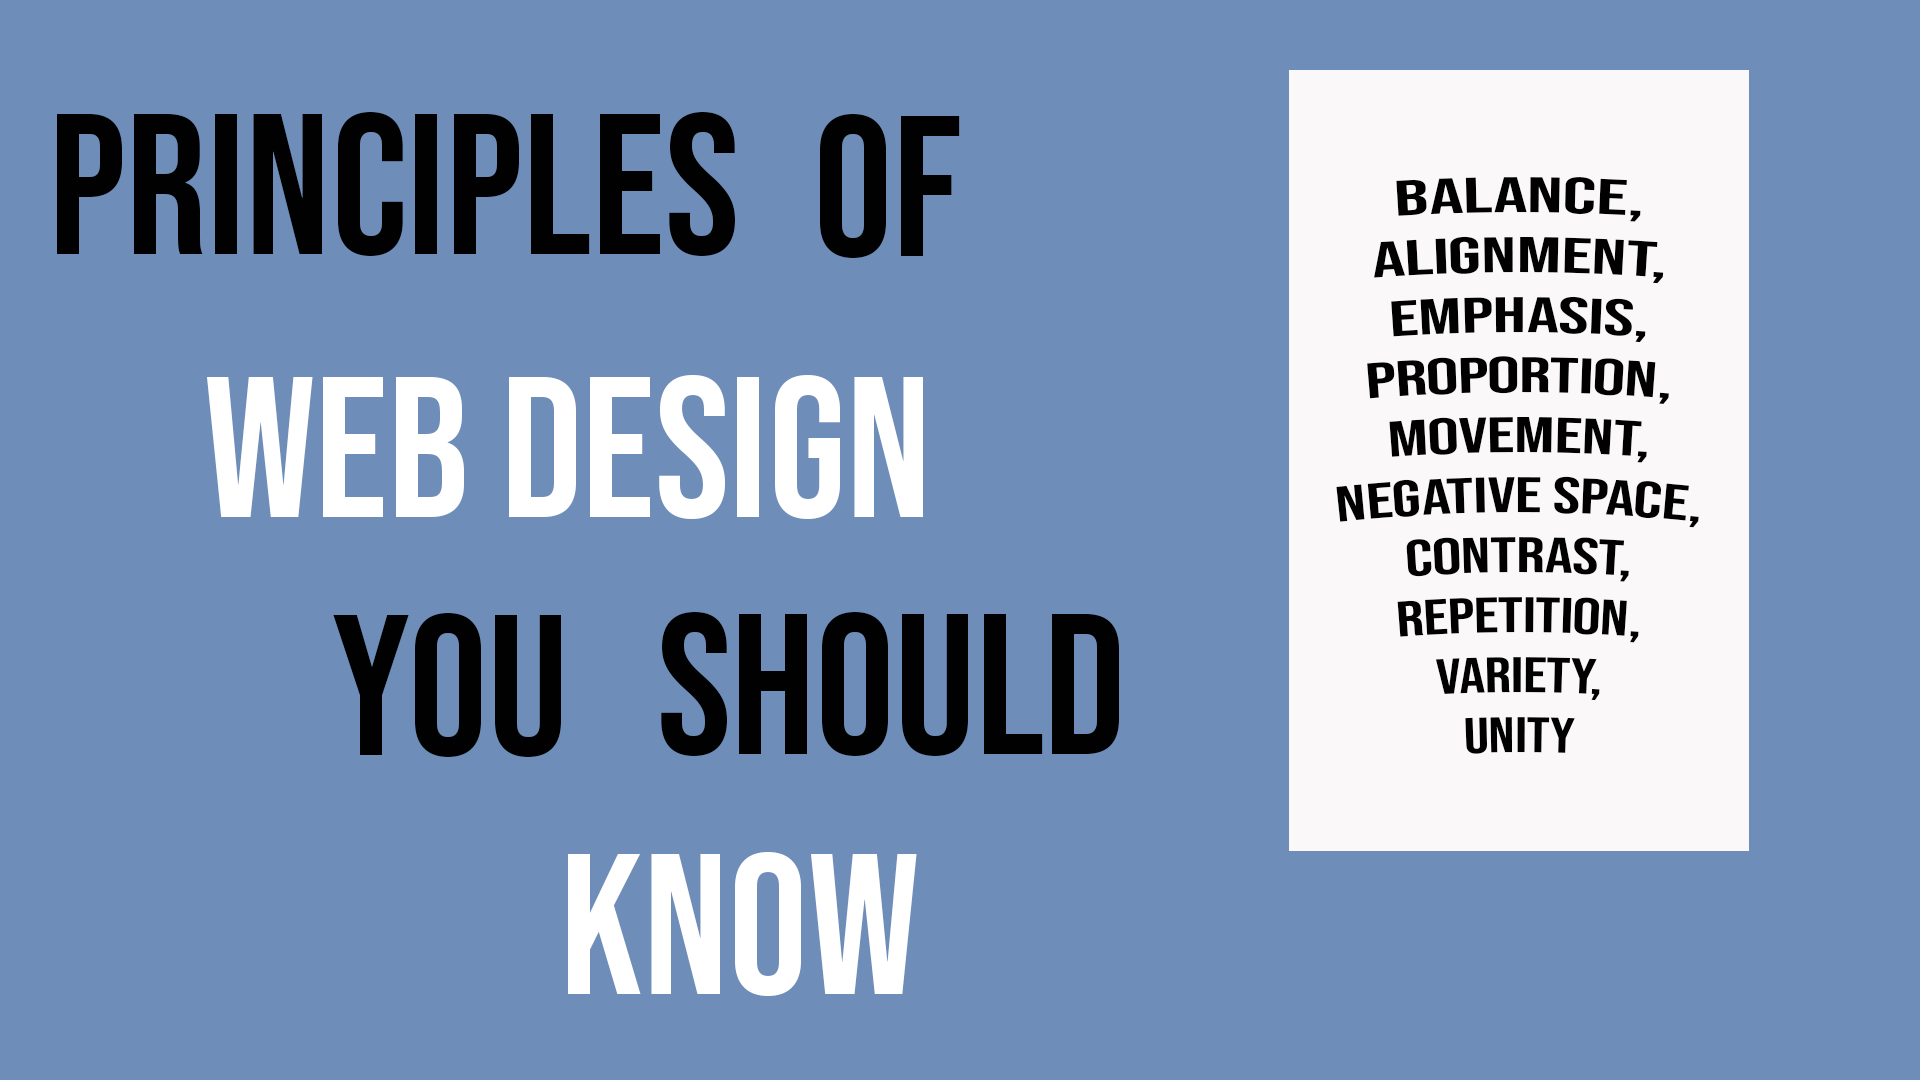 PRINCIPLES OF
WEB DESIGN
YOU SHOULD
KNOW
BALANCE,
ALIGNMENT,
EMPHASIS,
PROPORTION,
MOVEMENT,
NEGATIVE SPACE,
CONTRAST,
REPETITION,
VARIETY,
UNITY